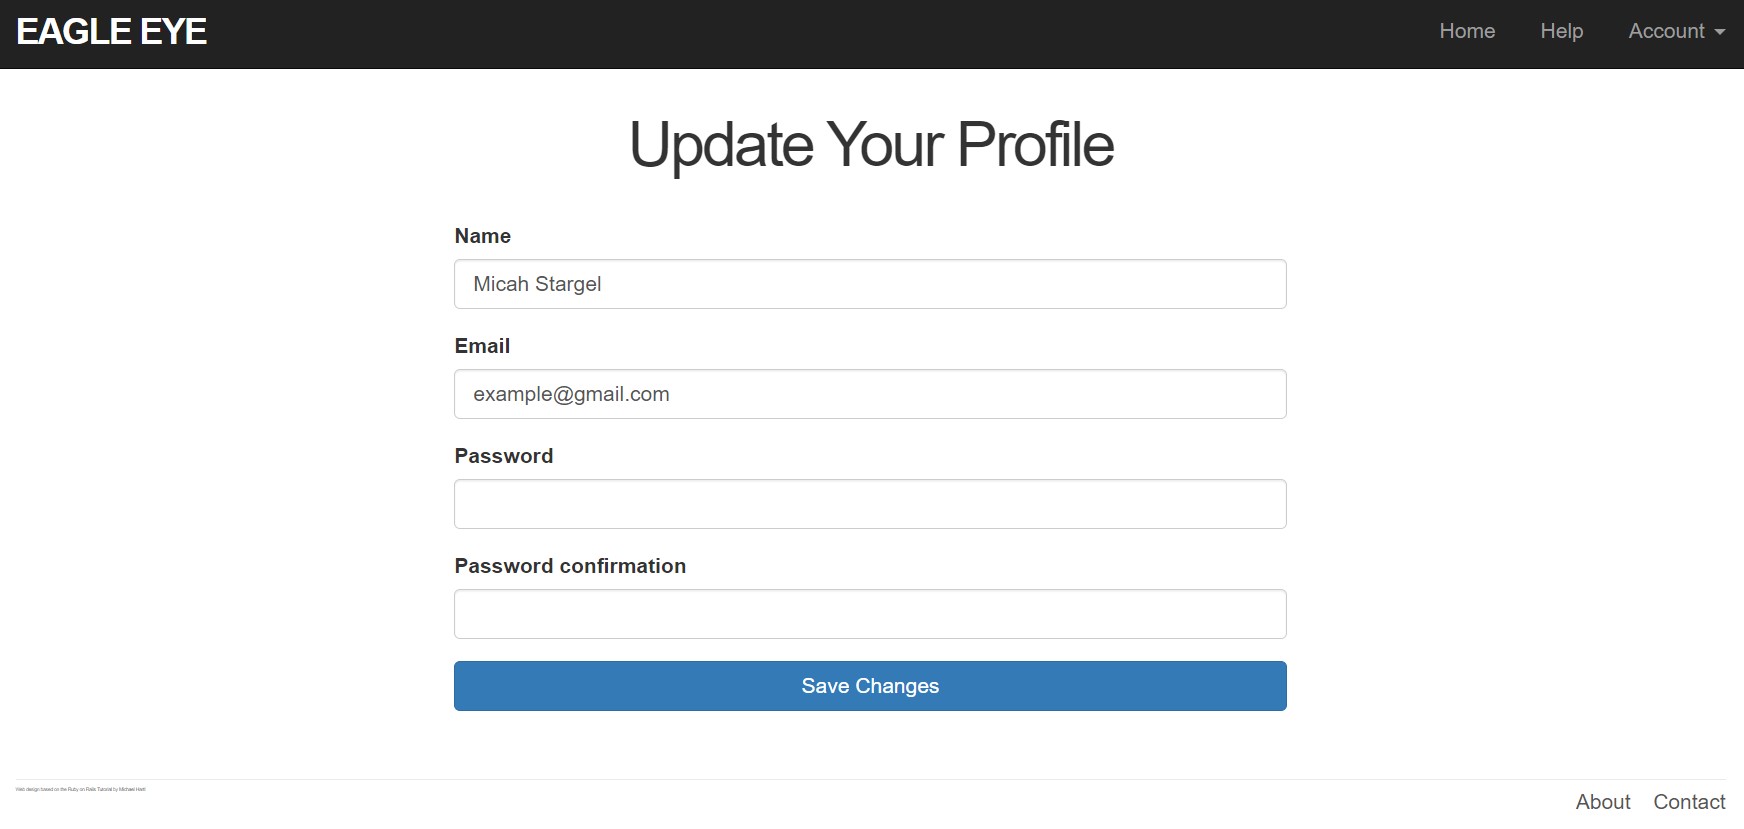 EAGLE EYE
Home Help Account
Update Your Profile
Name
Micah Stargel
Email
example@gmail.com
Password
Password confirmation
Save Changes
Web design based on the Ruby on Rails Tutorial by Michael Hartl
About Contact